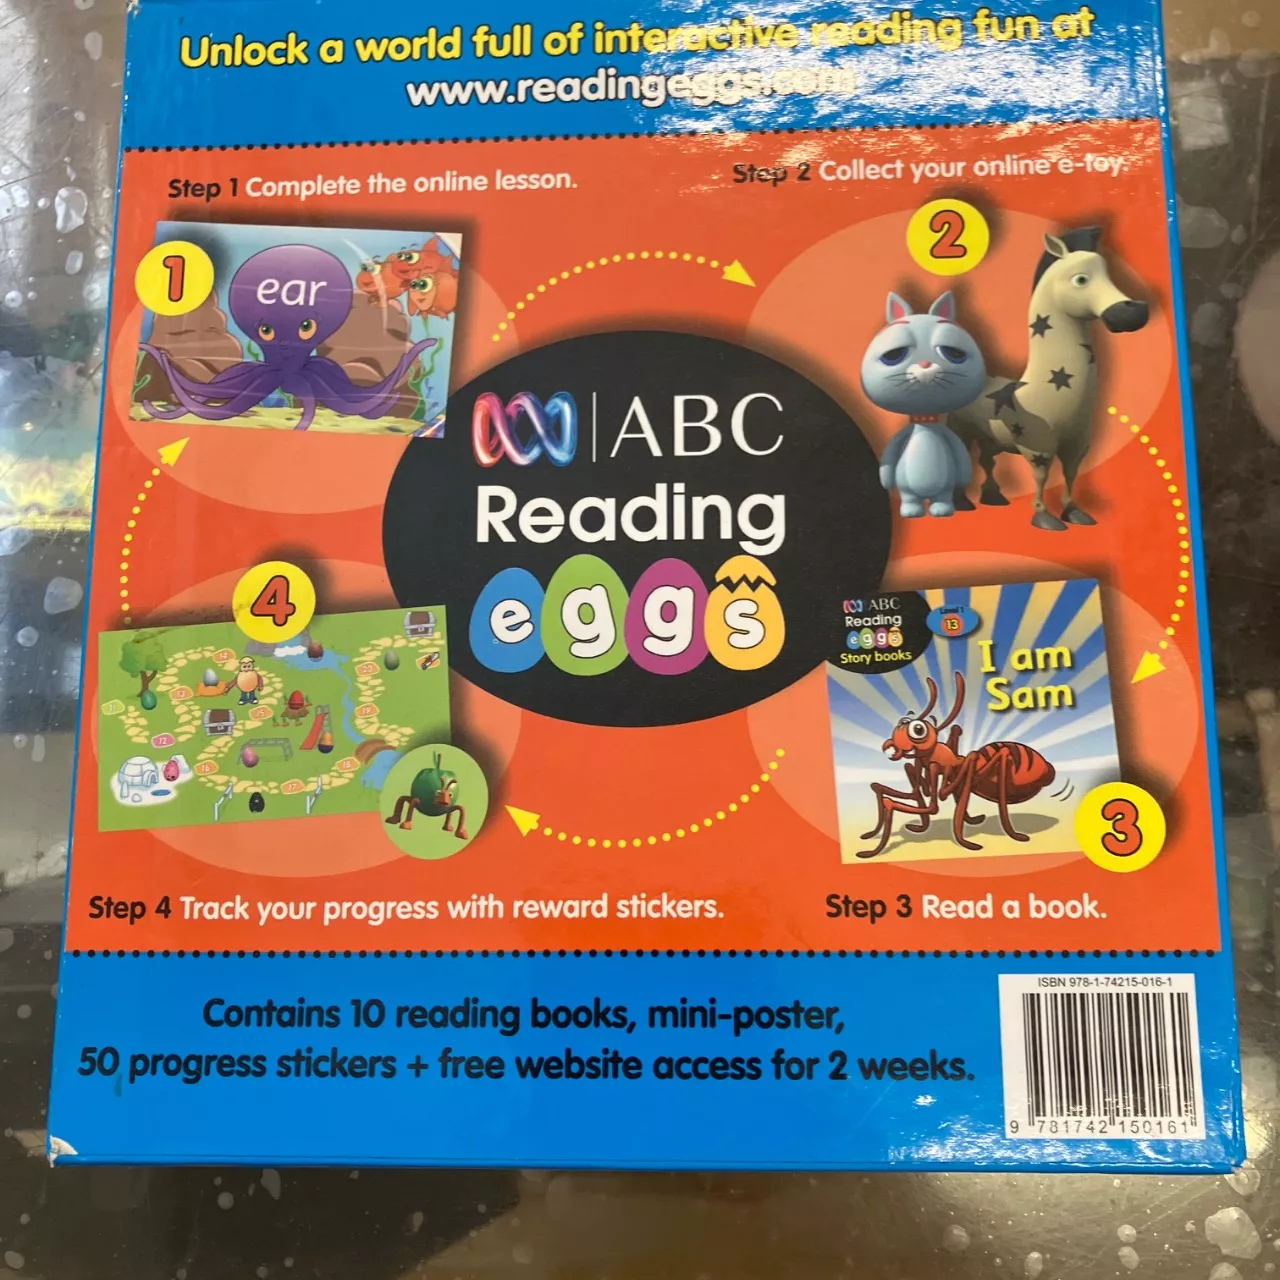 Unlock a world full of interactive reading fun at
www.readingeggs.com
Step 1 Complete the online lesson.
Step 2 Collect your online e-toy.
1
ear
2
ABC
Reading
eggs
4
ABC
Reading
eggs
Story books
Level 1
13
I am
Sam
3
Step 4 Track your progress with reward stickers.
Step 3 Read a book.
Contains 10 reading books, mini-poster,
50 progress stickers + free website access for 2 weeks.
ISBN 978-1-74215-016-1
9 781742 150161